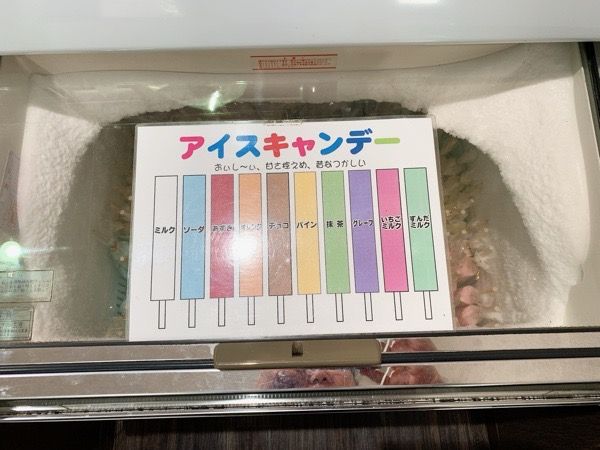 アイスキャンデー
おぃし〜ぃ、甘さ控えめ、昔なつかしい
ミルク
ソーダ
あずき
オレンジ
チョコ
パイン
抹茶
グレープ
いちご
ミルク
ずんだ
ミルク